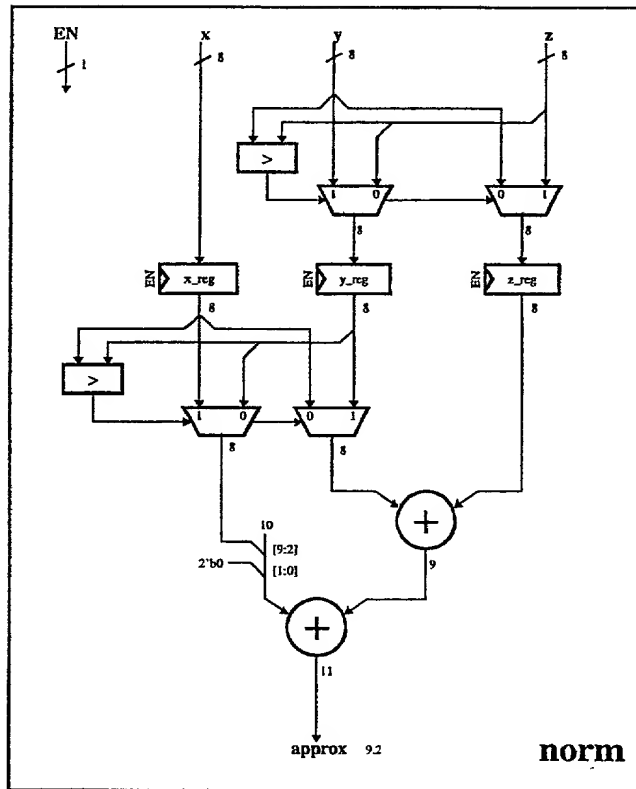 EN x y z
1 8 8 8
>
1 0 0 1
8 8
EN x_reg EN y_reg EN z_reg
8 8 8
>
1 0 0 1
8 8
+
10
[9:2]
2'b0 [1:0] 9
+
11
approx 9.2
norm